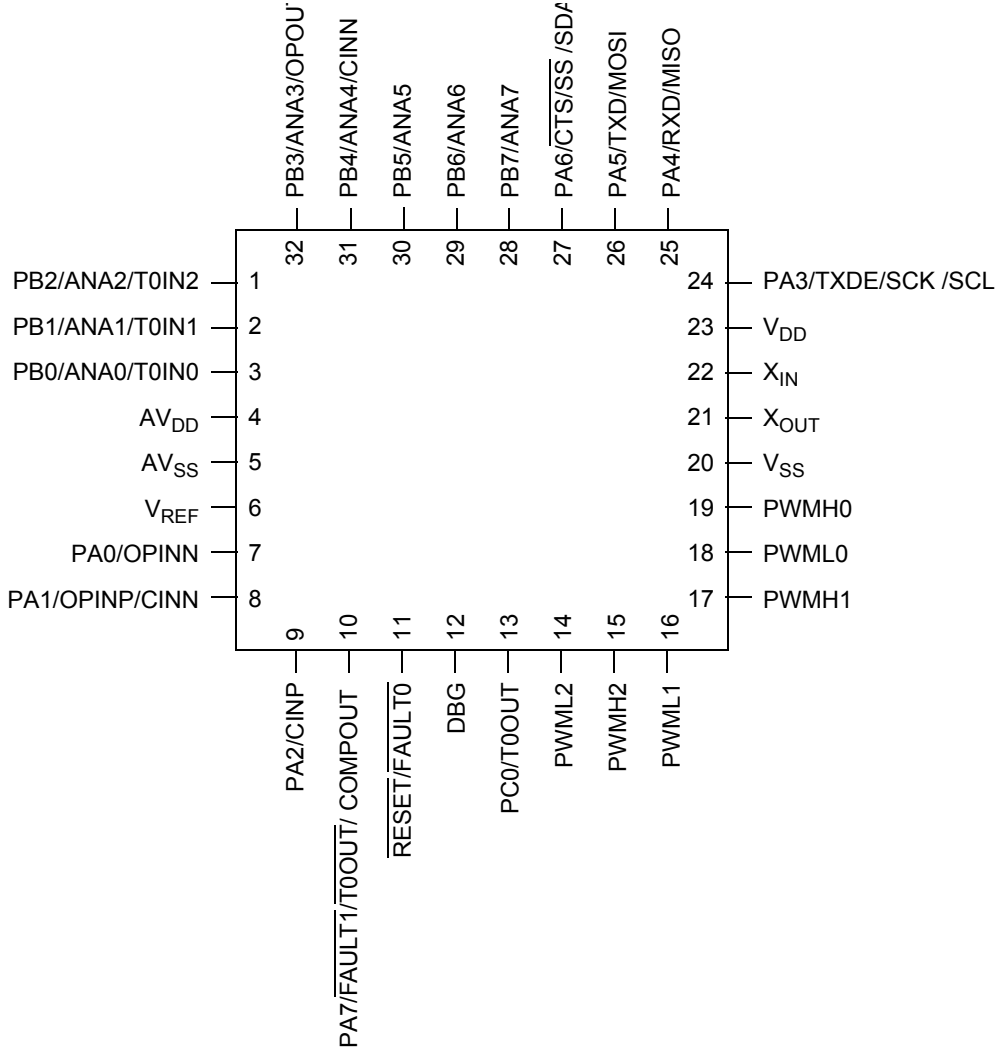 PB3/ANA3/OPOUT
PB4/ANA4/CINN
PB5/ANA5
PB6/ANA6
PB7/ANA7
PA6/CTS/SS /SDA
PA5/TXD/MOSI
PA4/RXD/MISO
32 31 30 29 28 27 26 25
PB2/ANA2/T0IN2 1
PB1/ANA1/T0IN1 2
PB0/ANA0/T0IN0 3
AVDD 4
AVSS 5
VREF 6
PA0/OPINN 7
PA1/OPINP/CINN 8
24 PA3/TXDE/SCK /SCL
23 VDD
22 XIN
21 XOUT
20 VSS
19 PWMH0
18 PWML0
17 PWMH1
9 10 11 12 13 14 15 16
PA2/CINP
PA7/FAULT1/T0OUT/ COMPOUT
RESET/FAULT0
DBG
PC0/T0OUT
PWML2
PWMH2
PWML1